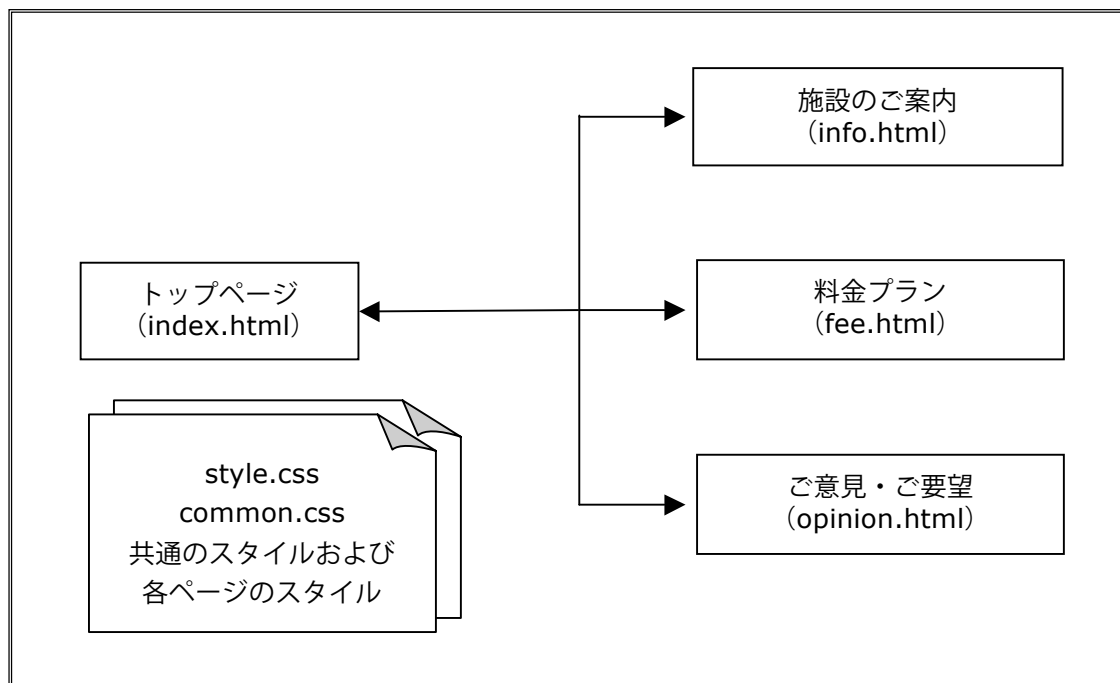 施設のご案内
（info.html）
トップページ
（index.html）
料金プラン
（fee.html）
ご意見・ご要望
（opinion.html）
style.css
common.css
共通のスタイルおよび
各ページのスタイル